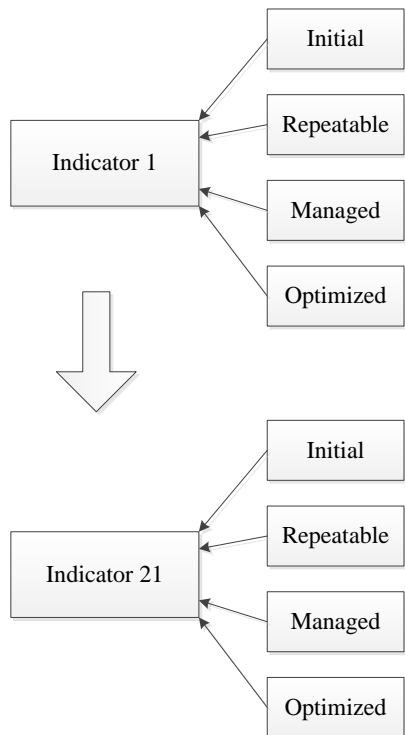 Initial
Repeatable
Indicator 1
Managed
Optimized
Initial
Repeatable
Indicator 21
Managed
Optimized